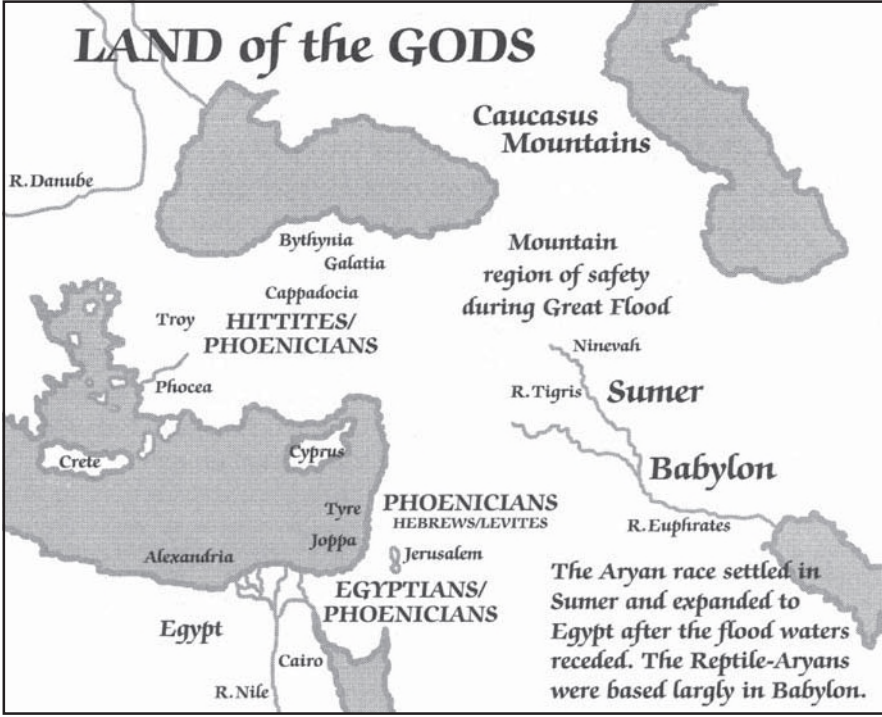 LAND of the GODS
Caucasus
Mountains
R.Danube
Bythynia
Galatia
Cappadocia
Mountain
region of safety
during Great Flood
Troy
HITTITES/
PHOENICIANS
Phocea
Ninevah
R.Tigris
Sumer
Crete
Cyprus
Babylon
Tyre
PHOENICIANS
HEBREWS/LEVITES
R.Euphrates
Joppa
Jerusalem
Alexandria
EGYPTIANS/
PHOENICIANS
Egypt
Cairo
R.Nile
The Aryan race settled in
Sumer and expanded to
Egypt after the flood waters
receded. The Reptile-Aryans
were based largely in Babylon.